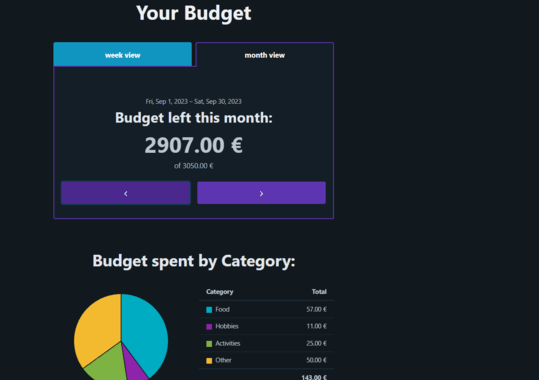 Your Budget
week view
month view
Fri, Sep 1, 2023 – Sat, Sep 30, 2023
Budget left this month:
2907.00 €
of 3050.00 €
Budget spent by Category:
Category Total
Food 57.00 €
Hobbies 11.00 €
Activities 25.00 €
Other 50.00 €
143.00 €